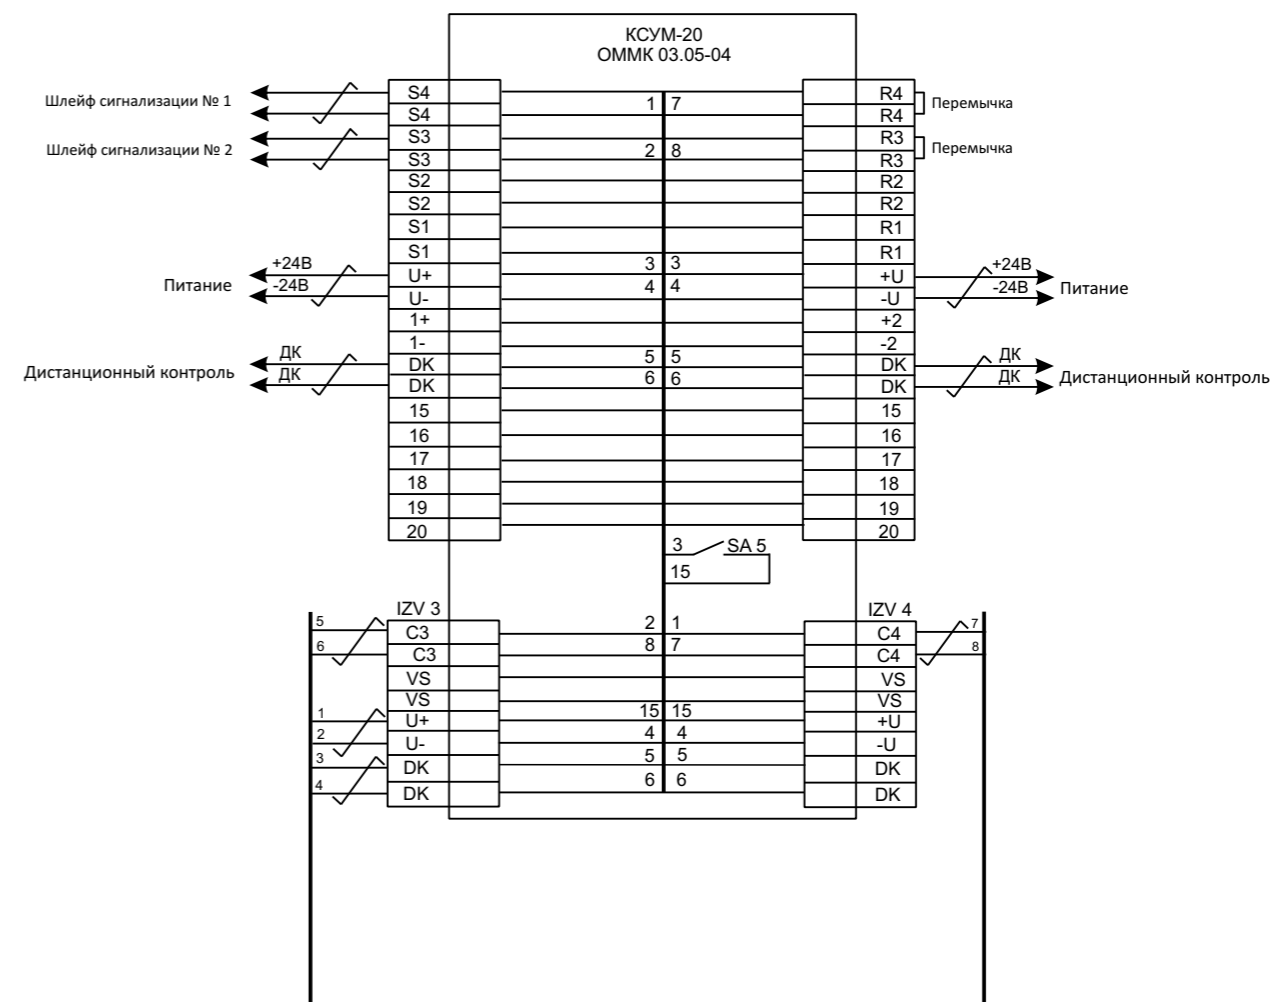 КСУМ-20
ОММК 03.05-04
Шлейф сигнализации № 1
S4
1
7
R4
Перемычка
S4
R4
Шлейф сигнализации № 2
S3
2
8
R3
Перемычка
S3
R3
S2
R2
S2
R2
S1
R1
S1
R1
Питание
+24В
U+
3
3
+U
+24В
Питание
-24В
U-
4
4
-U
-24В
1+
+2
1-
-2
Дистанционный контроль
ДК
DK
5
5
DK
ДК
Дистанционный контроль
ДК
DK
6
6
DK
ДК
15
15
16
16
17
17
18
18
19
19
20
20
3
SA 5
15
IZV 3
IZV 4
5
C3
2
1
C4
7
6
C3
8
7
C4
8
VS
VS
VS
VS
1
U+
15
15
+U
2
U-
4
4
-U
3
DK
5
5
DK
4
DK
6
6
DK